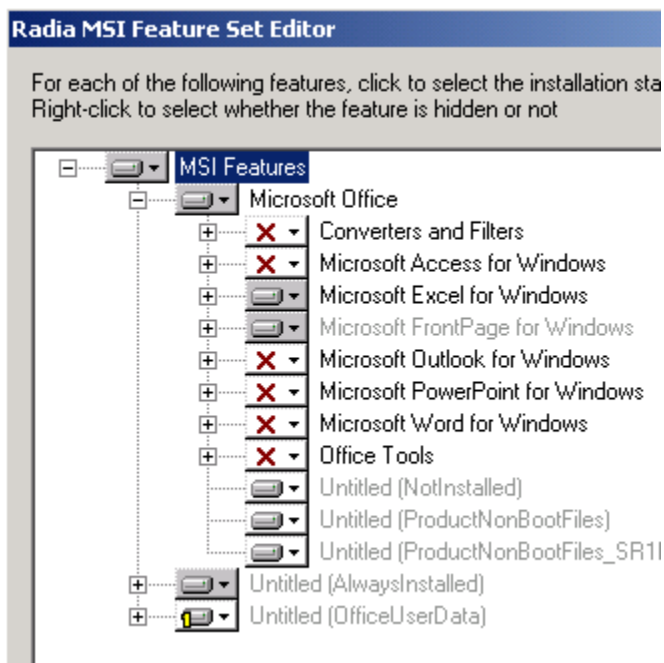 Radia MSI Feature Set Editor
For each of the following features, click to select the installation sta
Right-click to select whether the feature is hidden or not
MSI Features
Microsoft Office
Converters and Filters
Microsoft Access for Windows
Microsoft Excel for Windows
Microsoft FrontPage for Windows
Microsoft Outlook for Windows
Microsoft PowerPoint for Windows
Microsoft Word for Windows
Office Tools
Untitled (NotInstalled)
Untitled (ProductNonBootFiles)
Untitled (ProductNonBootFiles_SR1
Untitled (AlwaysInstalled)
1 Untitled (OfficeUserData)